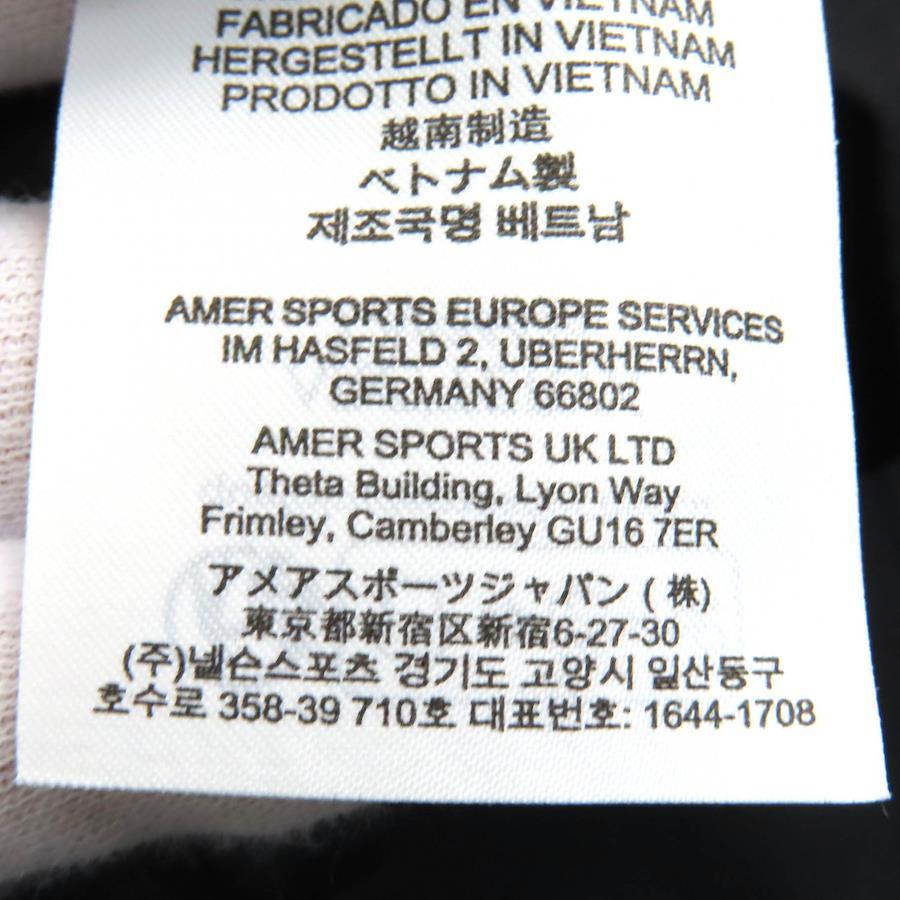 FABRICADO EN VIETNAM
HERGESTELLT IN VIETNAM
PRODOTTO IN VIETNAM
越南制造
ベトナム製
제조국명 베트남
AMER SPORTS EUROPE SERVICES
IM HASFELD 2, UBERHERRN,
GERMANY 66802
AMER SPORTS UK LTD
Theta Building, Lyon Way
Frimley, Camberley GU16 7ER
アメアスポーツジャパン (株)
東京都新宿区新宿6-27-30
(주)넬슨스포츠 경기도 고양시 일산동구
호수로 358-39 710호 대표번호: 1644-1708